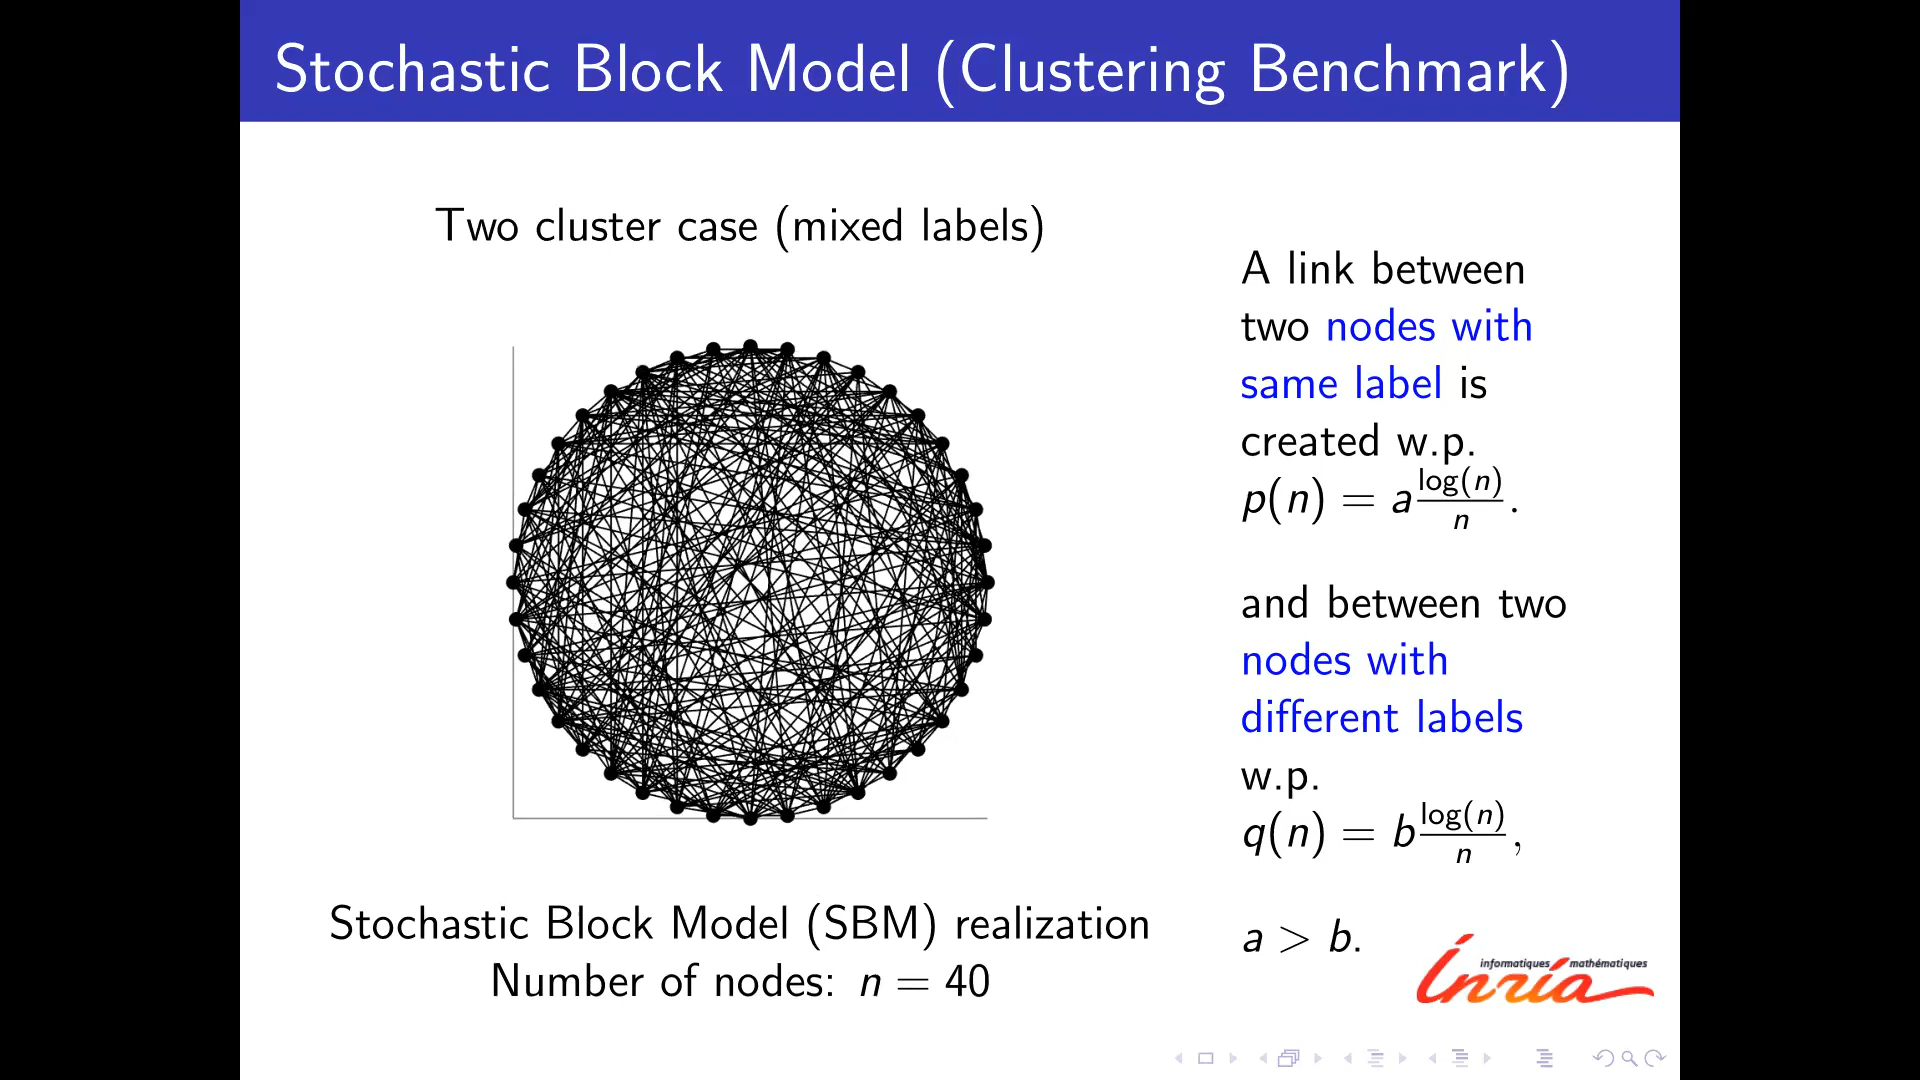 Stochastic Block Model (Clustering Benchmark)
Two cluster case (mixed labels)
Stochastic Block Model (SBM) realization
Number of nodes: n = 40
A link between
two nodes with
same label is
created w.p.
p(n) = a log(n)/n .
and between two
nodes with
different labels
w.p.
q(n) = b log(n)/n ,
a > b.
informatiques mathématiques
Inria